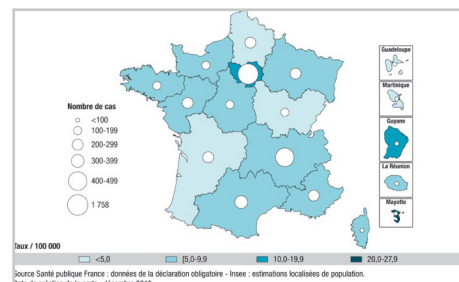 Guadeloupe
Martinique
Guyane
La Réunion
Mayotte
Nombre de cas
<100
100-199
200-299
300-399
400-499
1 758
Taux / 100 000
<5,0
[5,0-9,9
10,0-19,9
20,0-27,9
Source Santé publique France : données de la déclaration obligatoire - Insee : estimations localisées de population.